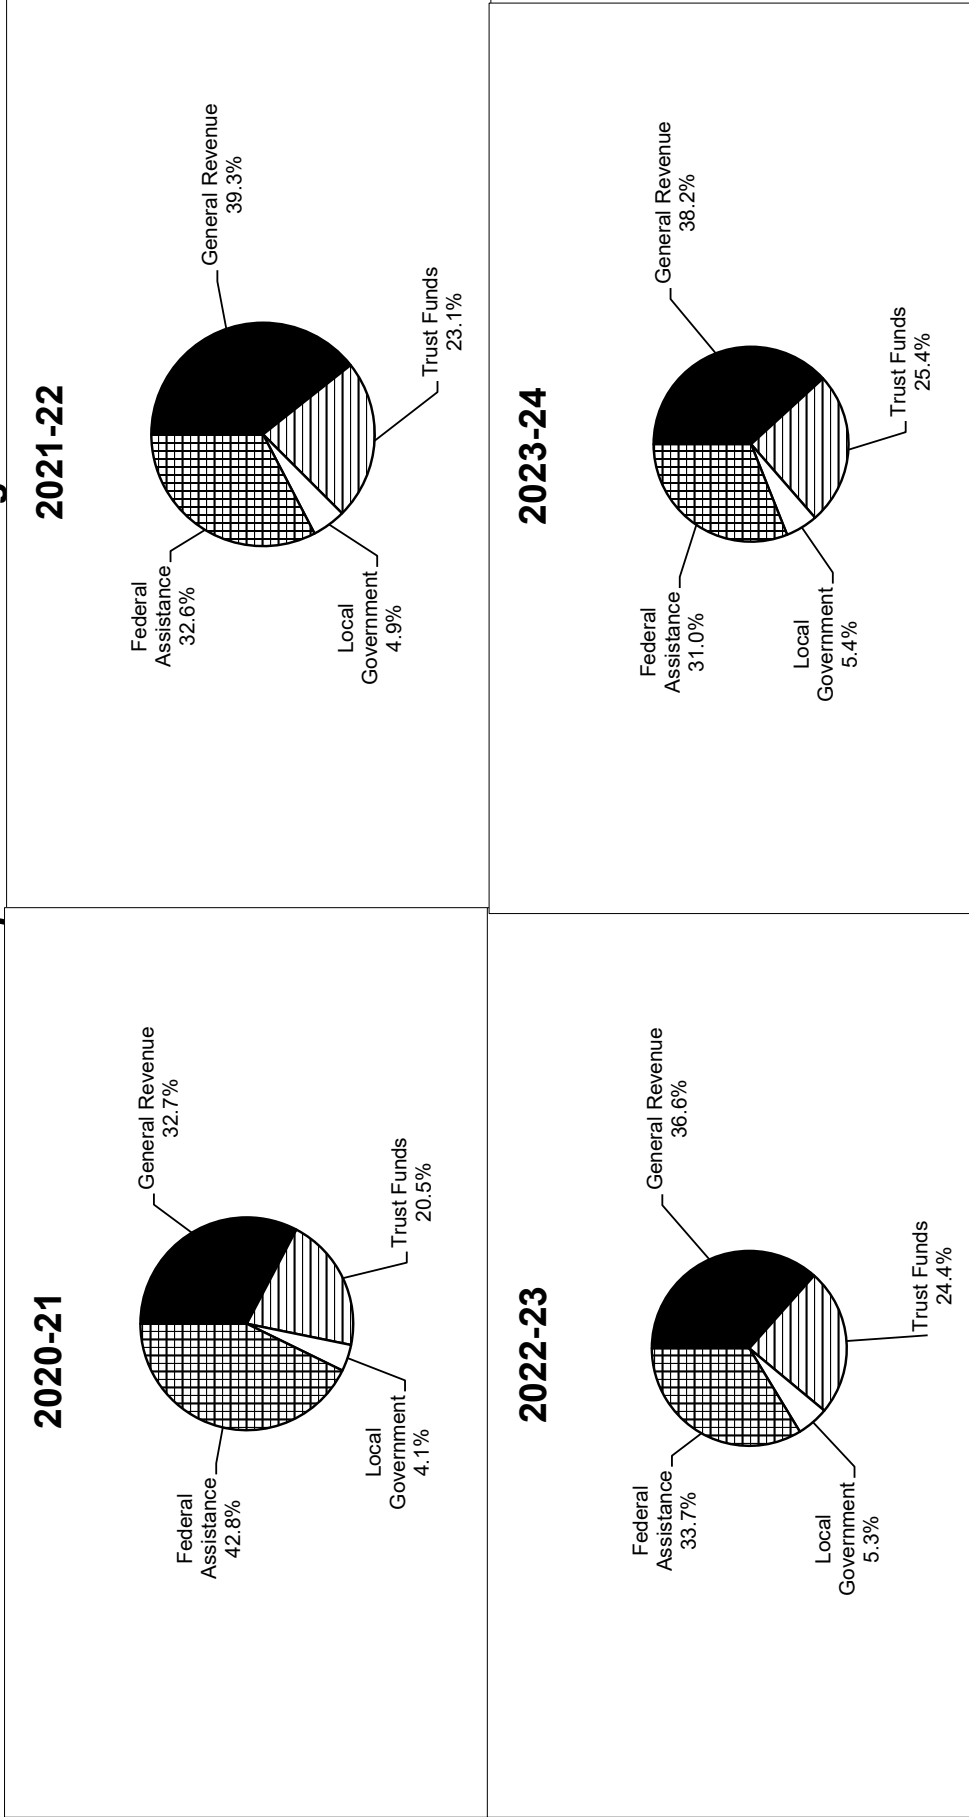 2020-21
General Revenue
32.7%
Trust Funds
20.5%
Local
Government
4.1%
Federal
Assistance
42.8%
2021-22
General Revenue
39.3%
Trust Funds
23.1%
Local
Government
4.9%
Federal
Assistance
32.6%
2022-23
General Revenue
36.6%
Trust Funds
24.4%
Local
Government
5.3%
Federal
Assistance
33.7%
2023-24
General Revenue
38.2%
Trust Funds
25.4%
Local
Government
5.4%
Federal
Assistance
31.0%